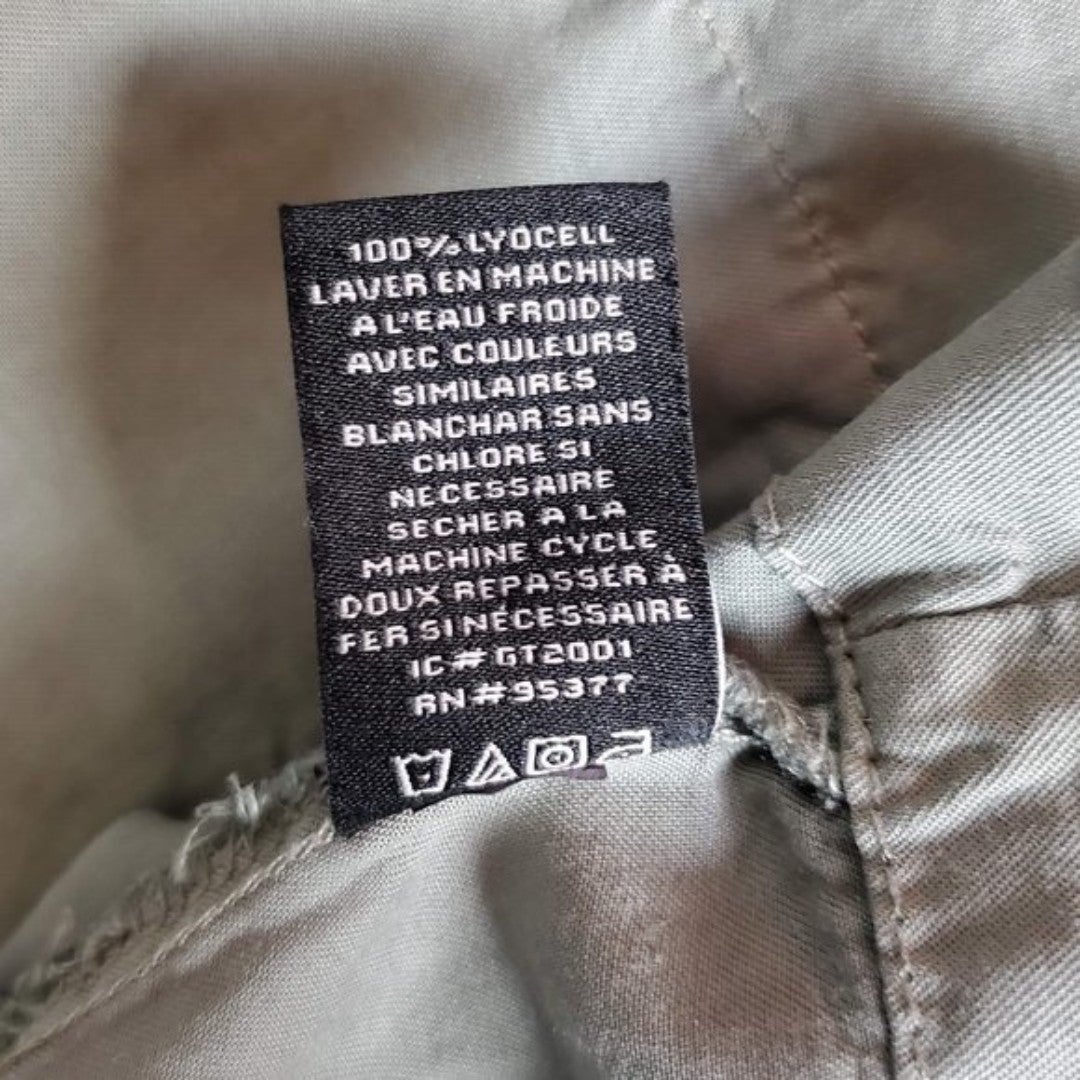 100% LYOCELL
LAVER EN MACHINE
A L'EAU FROIDE
AVEC COULEURS
SIMILAIRES
BLANCHAR SANS
CHLORE SI
NECESSAIRE
SECHER A LA
MACHINE CYCLE
DOUX REPASSER À
FER SI NECESSAIRE
IC# GT2001
RN#95377